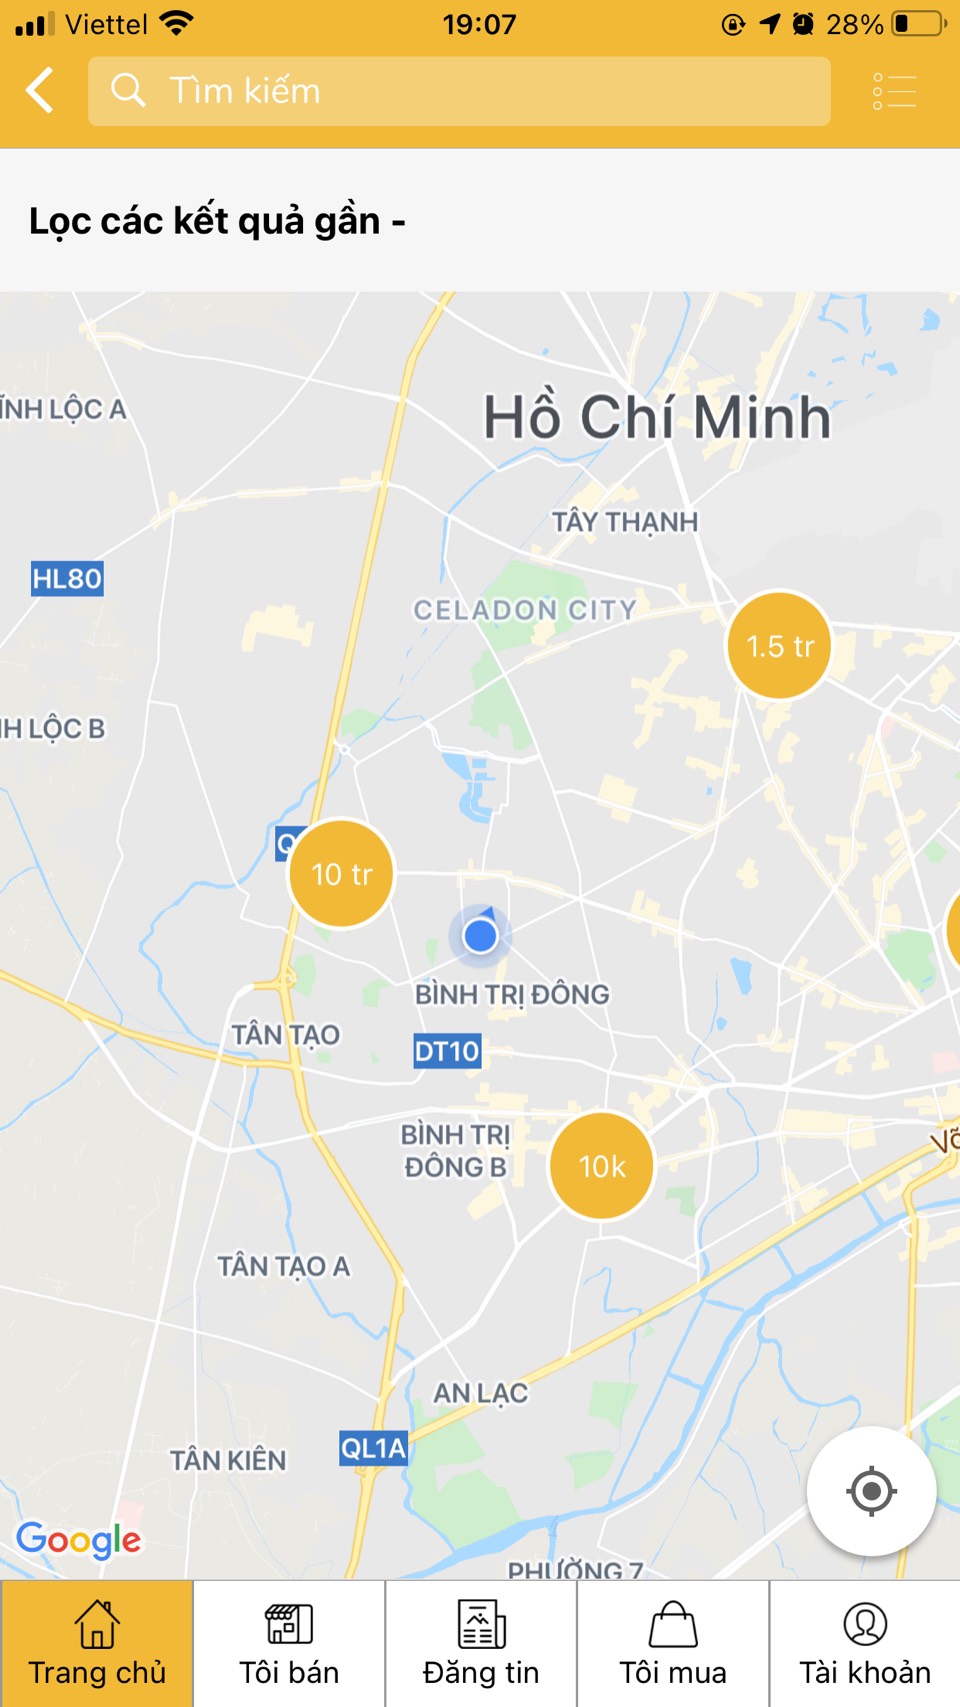 Viettel 19:07 28%
Tìm kiếm
Lọc các kết quả gần -
ĨNH LỘC A
Hồ Chí Minh
TÂY THẠNH
HL80
CELADON CITY
1.5 tr
H LỘC B
10 tr
BÌNH TRỊ ĐÔNG
TÂN TẠO
DT10
BÌNH TRỊ
ĐÔNG B
10k
Võ
TÂN TẠO A
AN LẠC
QL1A
TÂN KIÊN
Google
PHƯỜNG 7
Trang chủ
Tôi bán
Đăng tin
Tôi mua
Tài khoản